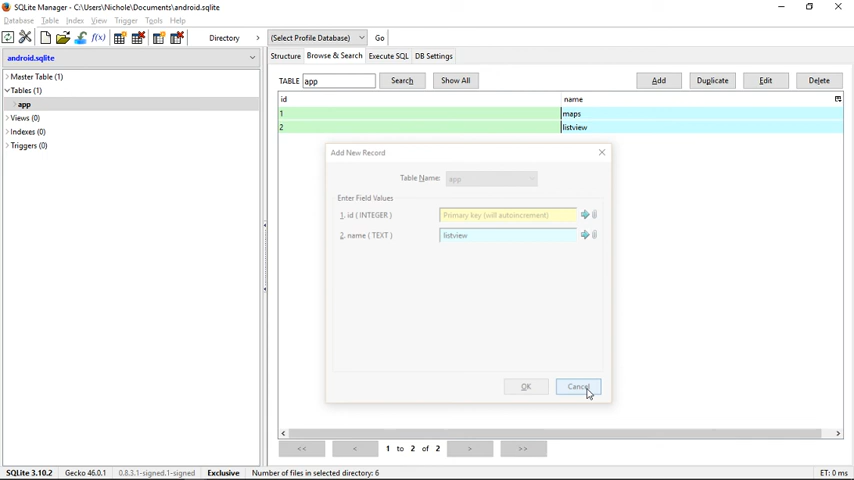 SQLite Manager - C:\Users\Nichole\Documents\android.sqlite
Database Table Index View Trigger Tools Help
f(x) Directory > (Select Profile Database) Go
android.sqlite
Structure Browse & Search Execute SQL DB Settings
Master Table (1)
Tables (1)
app
Views (0)
Indexes (0)
Triggers (0)
TABLE app Search Show All Add Duplicate Edit Delete
id name
1 maps
2 listview
Add New Record
Table Name: app
Enter Field Values
1. id ( INTEGER ) Primary key (will autoincrement)
2. name ( TEXT ) listview
OK Cancel
<< < 1 to 2 of 2 > >>
SQLite 3.10.2 Gecko 46.0.1 0.8.3.1-signed.1-signed Exclusive Number of files in selected directory: 6 ET: 0 ms